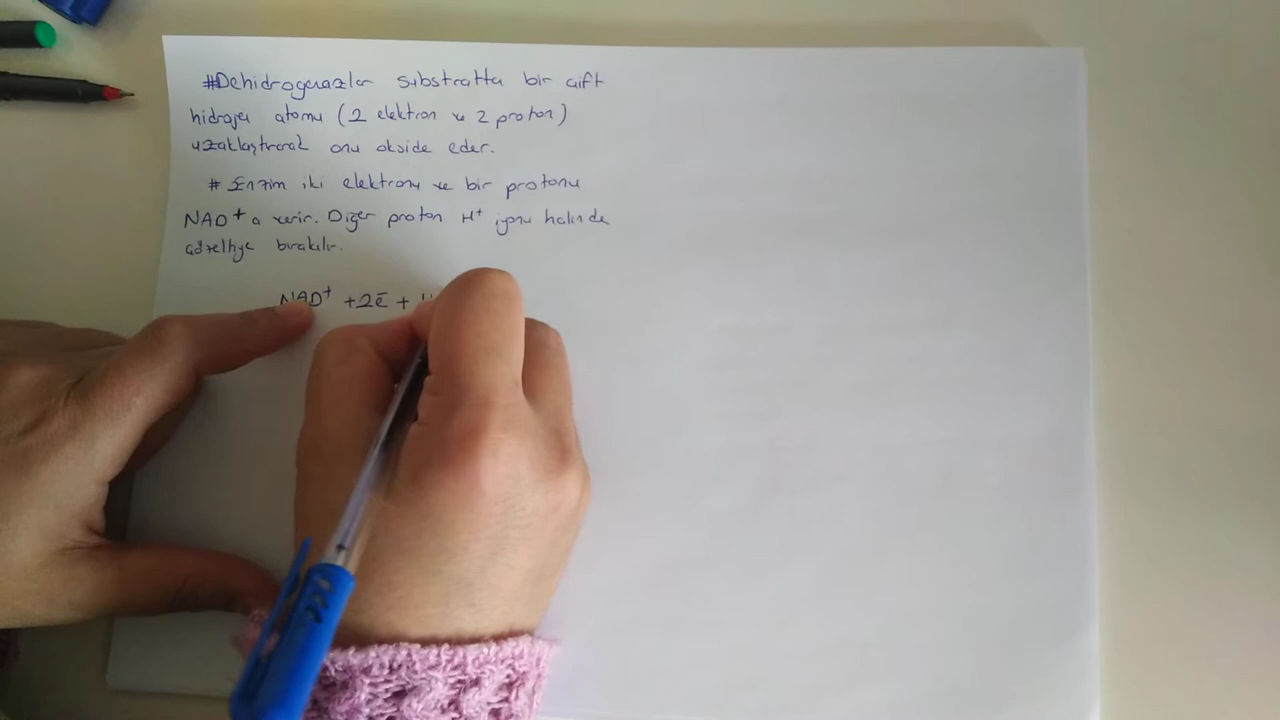 #Dehidrogenazlar substratta bir çift
hidrojen atomu (2 elektron ve 2 proton)
uzaklaştırarak onu okside eder.
# Enzim iki elektronu ve bir protonu
NAD⁺ a verir. Diğer proton H⁺ iyonu halinde
çözeltiye bırakılır.
NAD⁺ + 2ē +